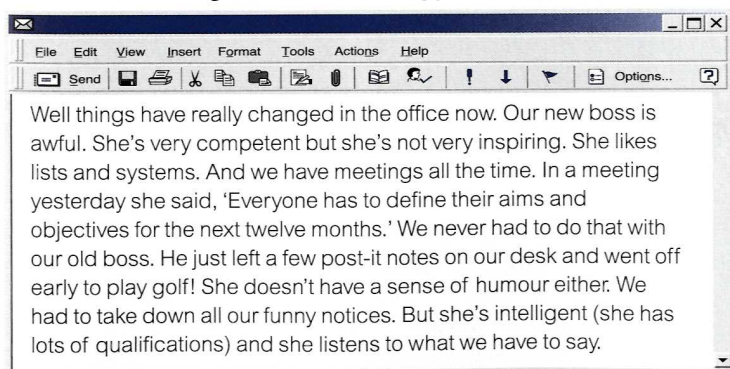 File Edit View Insert Format Tools Actions Help
Send Options...
Well things have really changed in the office now. Our new boss is
awful. She's very competent but she's not very inspiring. She likes
lists and systems. And we have meetings all the time. In a meeting
yesterday she said, ‘Everyone has to define their aims and
objectives for the next twelve months.’ We never had to do that with
our old boss. He just left a few post-it notes on our desk and went off
early to play golf! She doesn't have a sense of humour either. We
had to take down all our funny notices. But she's intelligent (she has
lots of qualifications) and she listens to what we have to say.